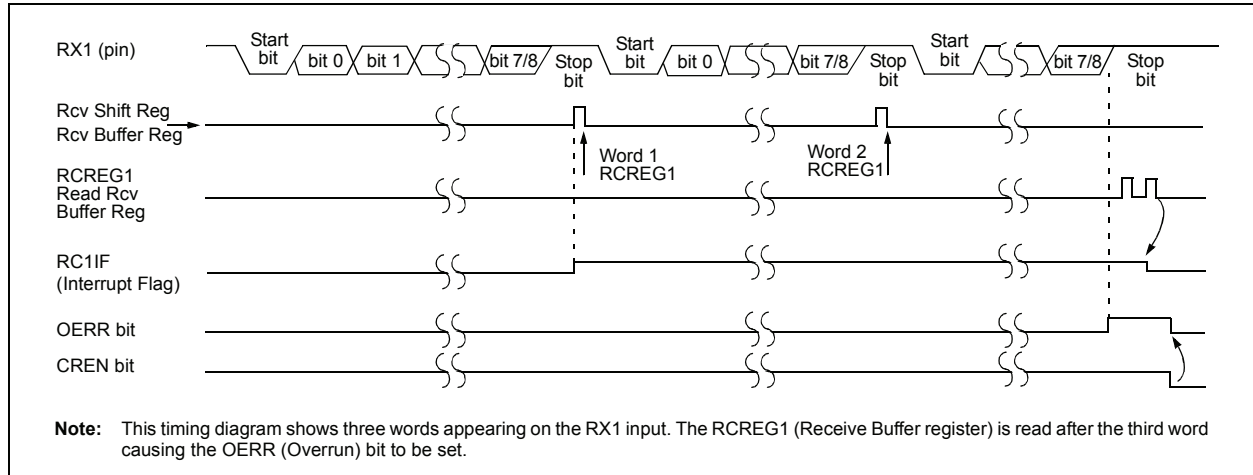 RX1 (pin)
Start bit
bit 0
bit 1
bit 7/8
Stop bit
Start bit
bit 0
bit 7/8
Stop bit
Start bit
bit 7/8
Stop bit
Rcv Shift Reg
Rcv Buffer Reg
Word 1
RCREG1
Word 2
RCREG1
RCREG1
Read Rcv
Buffer Reg
RC1IF
(Interrupt Flag)
OERR bit
CREN bit
Note: This timing diagram shows three words appearing on the RX1 input. The RCREG1 (Receive Buffer register) is read after the third word
causing the OERR (Overrun) bit to be set.